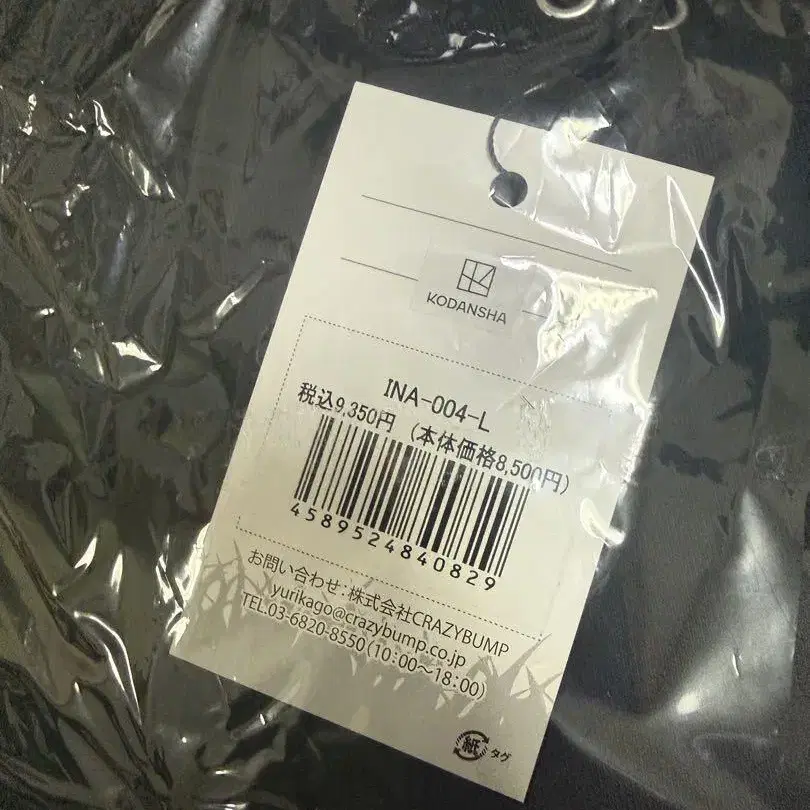 KODANSHA
INA-004-L
税込9,350円 (本体価格8,500円)
4589524840829
お問い合わせ：株式会社CRAZYBUMP
yurikago@crazybump.co.jp
TEL.03-6820-8550（10：00〜18：00）
紙 タグ